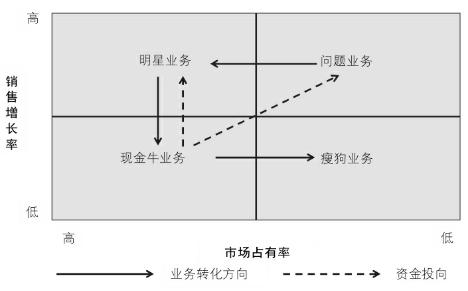 高
明星业务
问题业务
销售增长率
现金牛业务
瘦狗业务
低
高
低
市场占有率
业务转化方向
资金投向